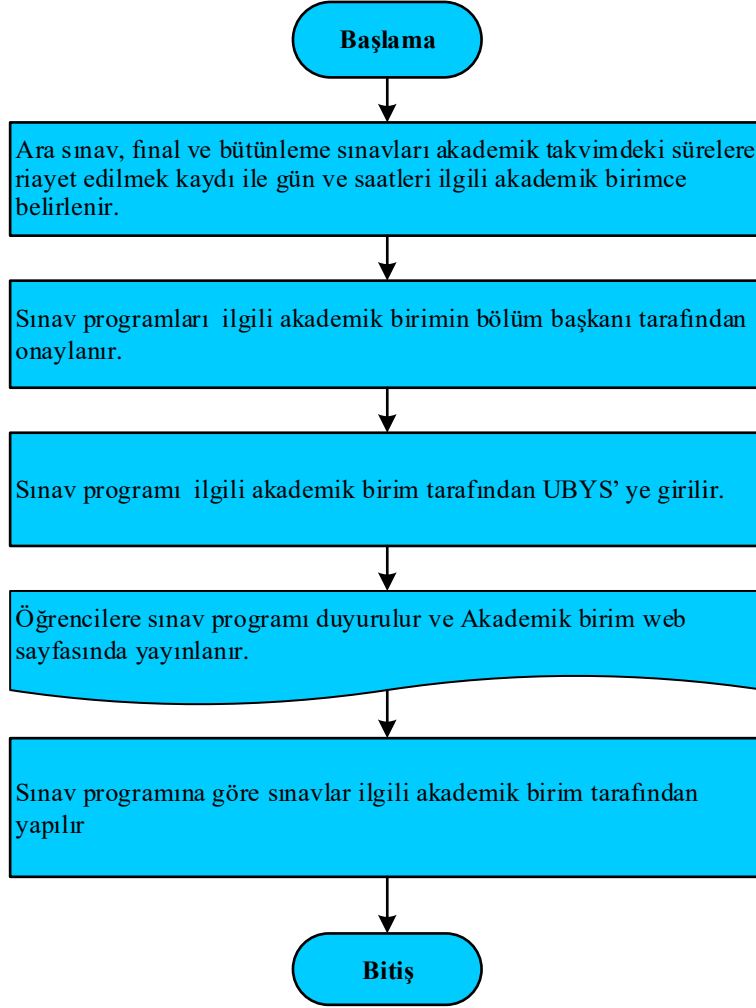 Başlama
Ara sınav, final ve bütünleme sınavları akademik takvimdeki sürelere
riayet edilmek kaydı ile gün ve saatleri ilgili akademik birimce
belirlenir.
Sınav programları ilgili akademik birimin bölüm başkanı tarafından
onaylanır.
Sınav programı ilgili akademik birim tarafından UBYS’ ye girilir.
Öğrencilere sınav programı duyurulur ve Akademik birim web
sayfasında yayınlanır.
Sınav programına göre sınavlar ilgili akademik birim tarafından
yapılır
Bitiş